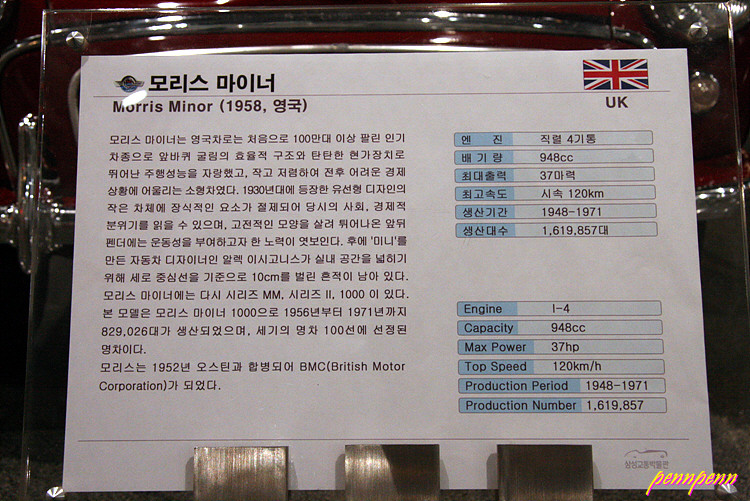 모리스 마이너
Morris Minor (1958, 영국)
UK
모리스 마이너는 영국차로는 처음으로 100만대 이상 팔린 인기
차종으로 앞바퀴 굴림의 효율적 구조와 탄탄한 현가장치로
뛰어난 주행성능을 자랑했고, 작고 저렴하여 전후 어려운 경제
상황에 어울리는 소형차였다. 1930년대에 등장한 유선형 디자인의
작은 차체에 장식적인 요소가 절제되어 당시의 사회, 경제적
분위기를 읽을 수 있으며, 고전적인 모양을 살려 튀어나온 앞뒤
펜더에는 운동성을 부여하고자 한 노력이 엿보인다. 후에 '미니'를
만든 자동차 디자이너인 알렉 이시고니스가 실내 공간을 넓히기
위해 세로 중심선을 기준으로 10cm를 벌린 흔적이 남아 있다.
모리스 마이너에는 다시 시리즈 MM, 시리즈 II, 1000 이 있다.
본 모델은 모리스 마이너 1000으로 1956년부터 1971년까지
829,026대가 생산되었으며, 세기의 명차 100선에 선정된
명차이다.
모리스는 1952년 오스틴과 합병되어 BMC(British Motor
Corporation)가 되었다.
엔 진 직렬 4기통
배 기 량 948cc
최대출력 37마력
최고속도 시속 120km
생산기간 1948-1971
생산대수 1,619,857대
Engine I-4
Capacity 948cc
Max Power 37hp
Top Speed 120km/h
Production Period 1948-1971
Production Number 1,619,857
삼성교통박물관
pennpenn